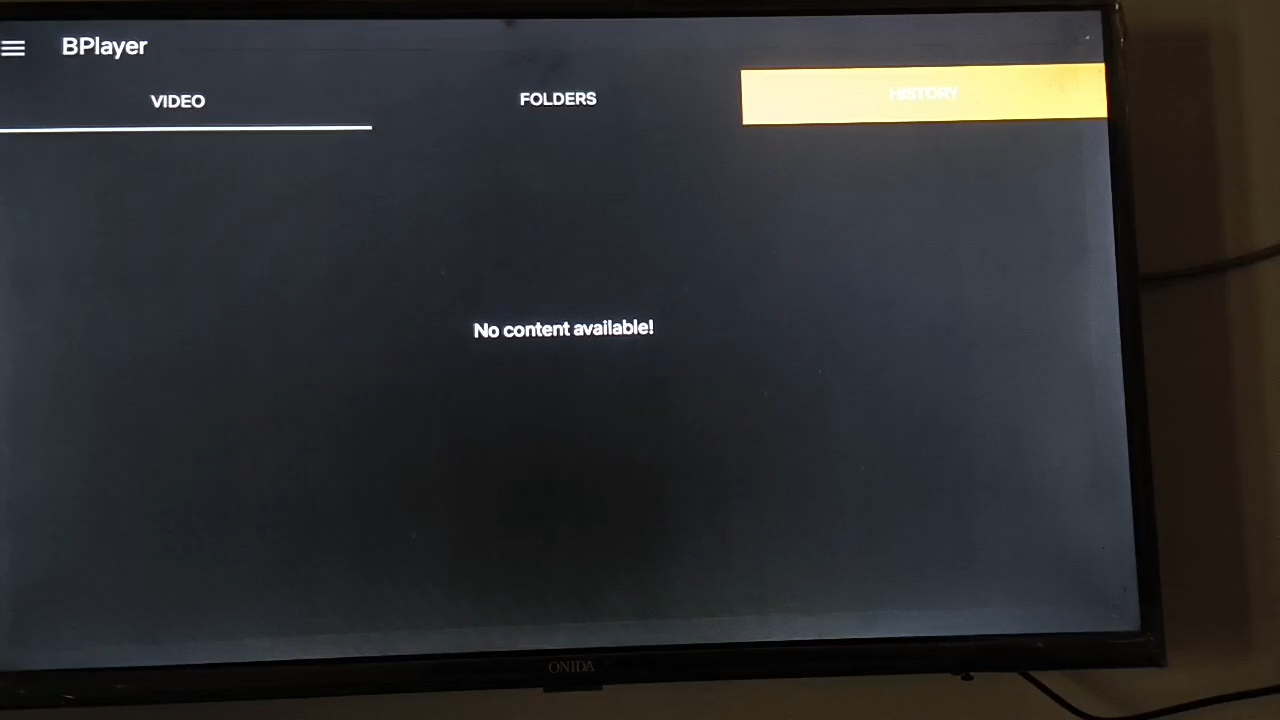 BPlayer
VIDEO
FOLDERS
HISTORY
No content available!
ONIDA